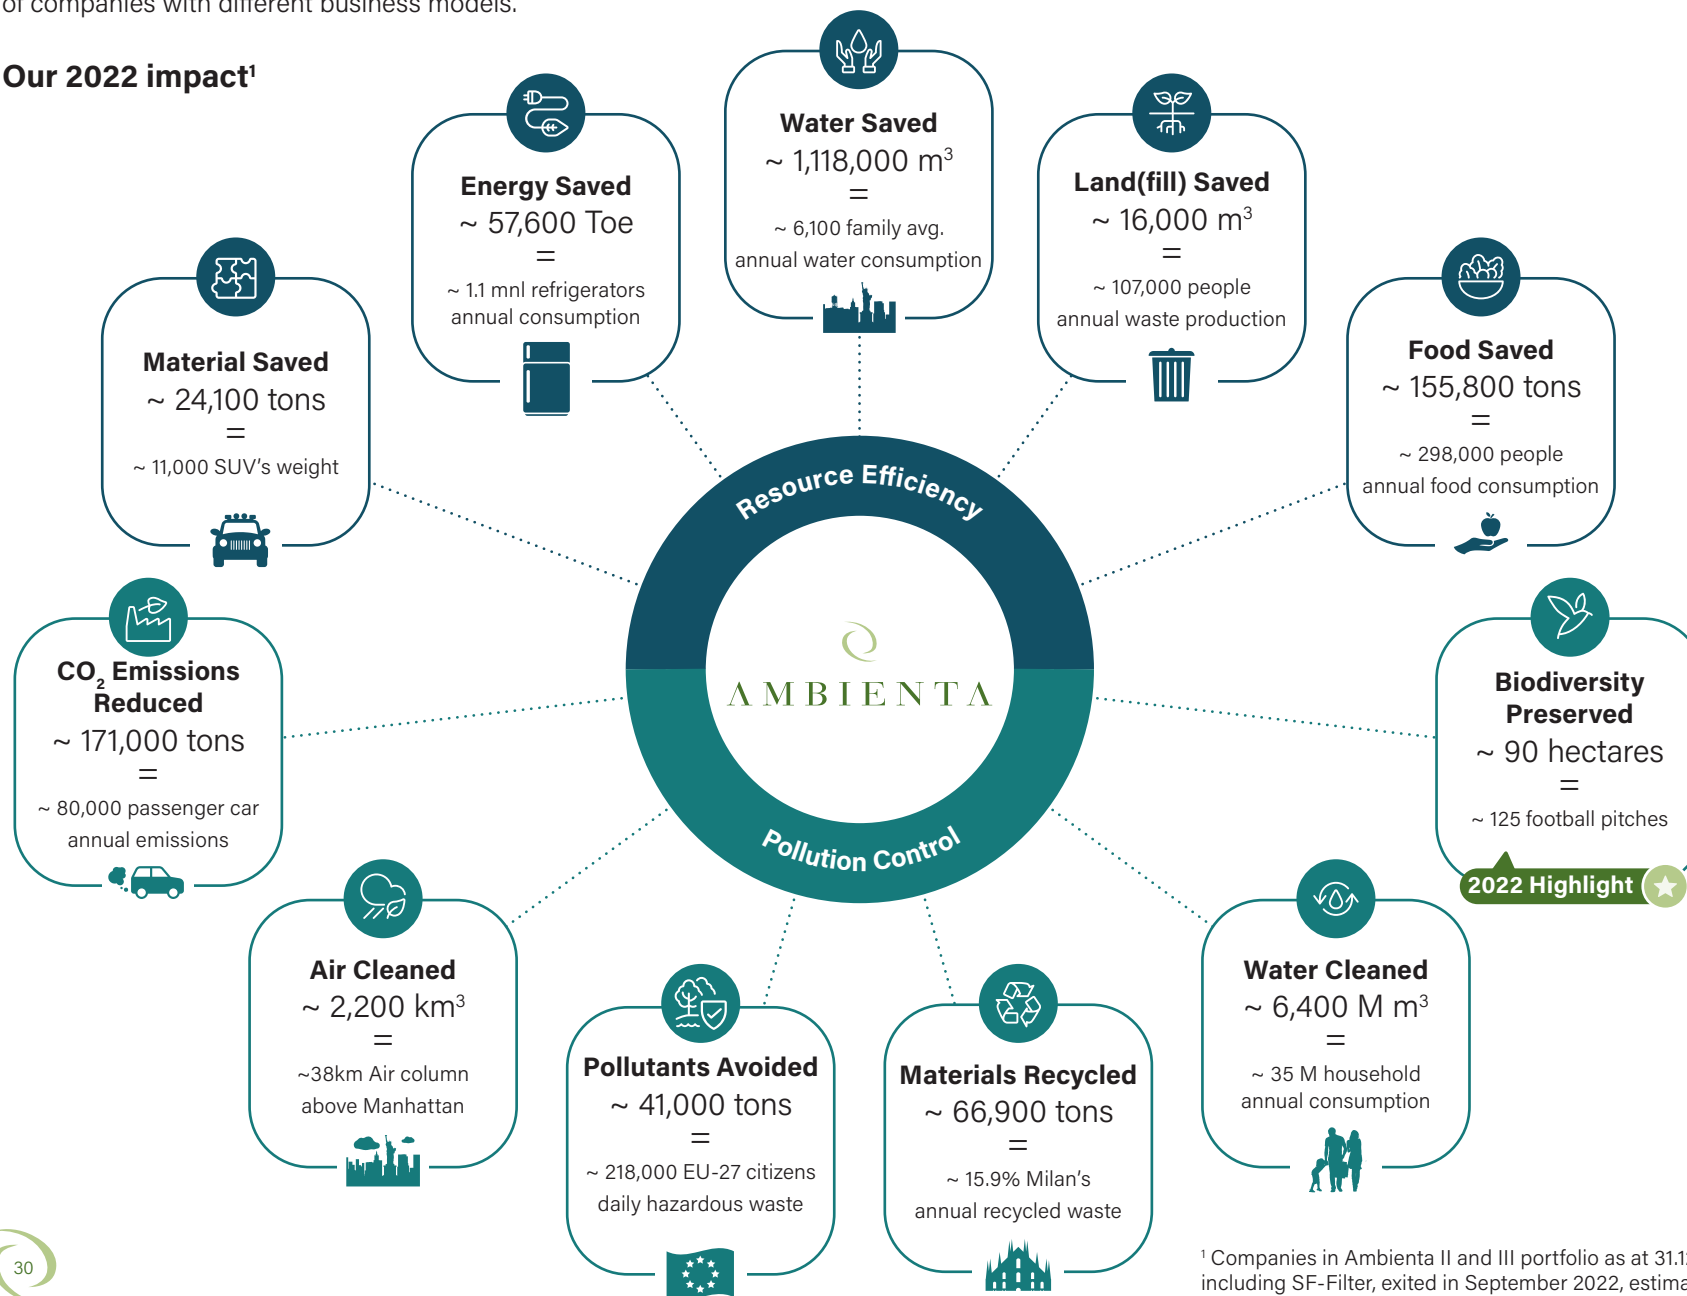 of companies with different business models.
Our 2022 impact¹
Water Saved
~ 1,118,000 m³
=
~ 6,100 family avg.
annual water consumption
Energy Saved
~ 57,600 Toe
=
~ 1.1 mnl refrigerators
annual consumption
Land(fill) Saved
~ 16,000 m³
=
~ 107,000 people
annual waste production
Material Saved
~ 24,100 tons
=
~ 11,000 SUV's weight
Food Saved
~ 155,800 tons
=
~ 298,000 people
annual food consumption
Resource Efficiency
AMBIENTA
Pollution Control
CO₂ Emissions
Reduced
~ 171,000 tons
=
~ 80,000 passenger car
annual emissions
Biodiversity
Preserved
~ 90 hectares
=
~ 125 football pitches
2022 Highlight
Air Cleaned
~ 2,200 km³
=
~38km Air column
above Manhattan
Pollutants Avoided
~ 41,000 tons
=
~ 218,000 EU-27 citizens
daily hazardous waste
Materials Recycled
~ 66,900 tons
=
~ 15.9% Milan's
annual recycled waste
Water Cleaned
~ 6,400 M m³
=
~ 35 M household
annual consumption
30
¹ Companies in Ambienta II and III portfolio as at
including SF-Filter, exited in September 2022,